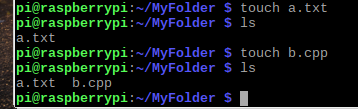 pi@raspberrypi:~/MyFolder $ touch a.txt
pi@raspberrypi:~/MyFolder $ ls
a.txt
pi@raspberrypi:~/MyFolder $ touch b.cpp
pi@raspberrypi:~/MyFolder $ ls
a.txt  b.cpp
pi@raspberrypi:~/MyFolder $